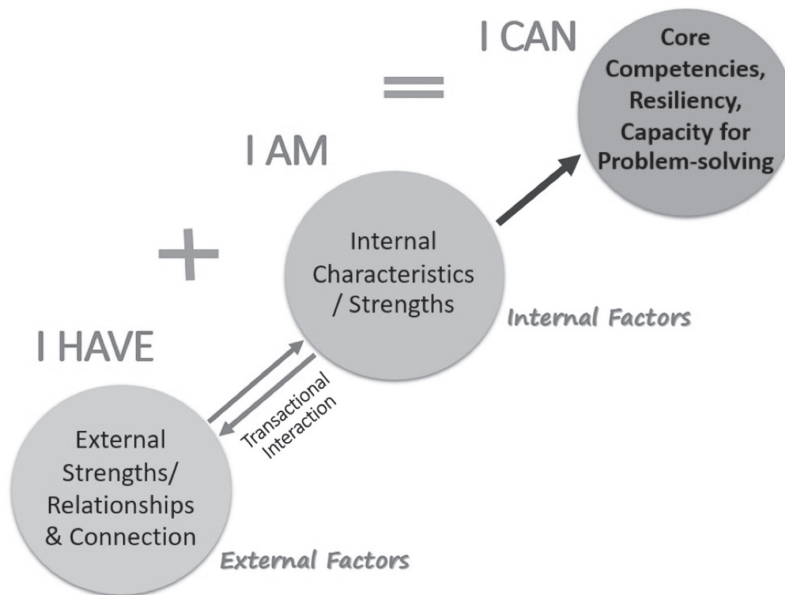 I CAN
Core
Competencies,
Resiliency,
Capacity for
Problem-solving
=
I AM
Internal
Characteristics
/ Strengths
Internal Factors
+
I HAVE
Transactional
Interaction
External
Strengths/
Relationships
& Connection
External Factors